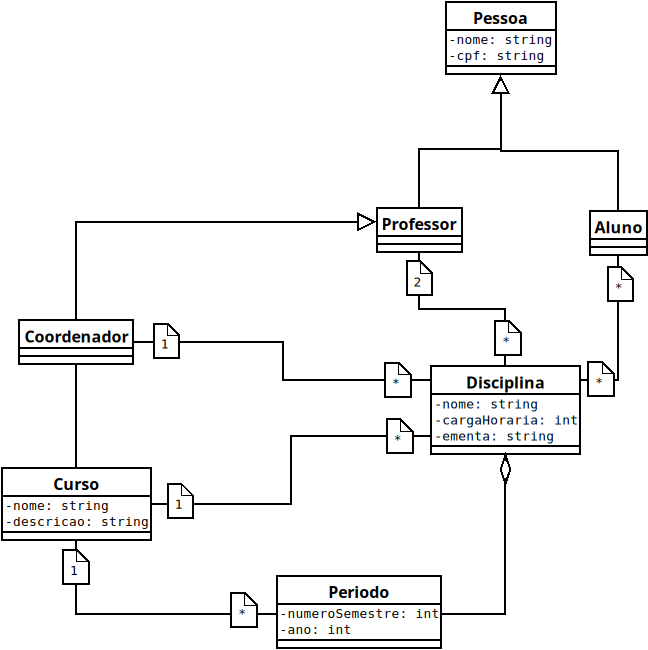 Pessoa
-nome: string
-cpf: string
Professor
Aluno
2
*
Coordenador
1
*
*
*
Disciplina
-nome: string
-cargaHoraria: int
-ementa: string
*
Curso
-nome: string
-descricao: string
1
1
*
Periodo
-numeroSemestre: int
-ano: int